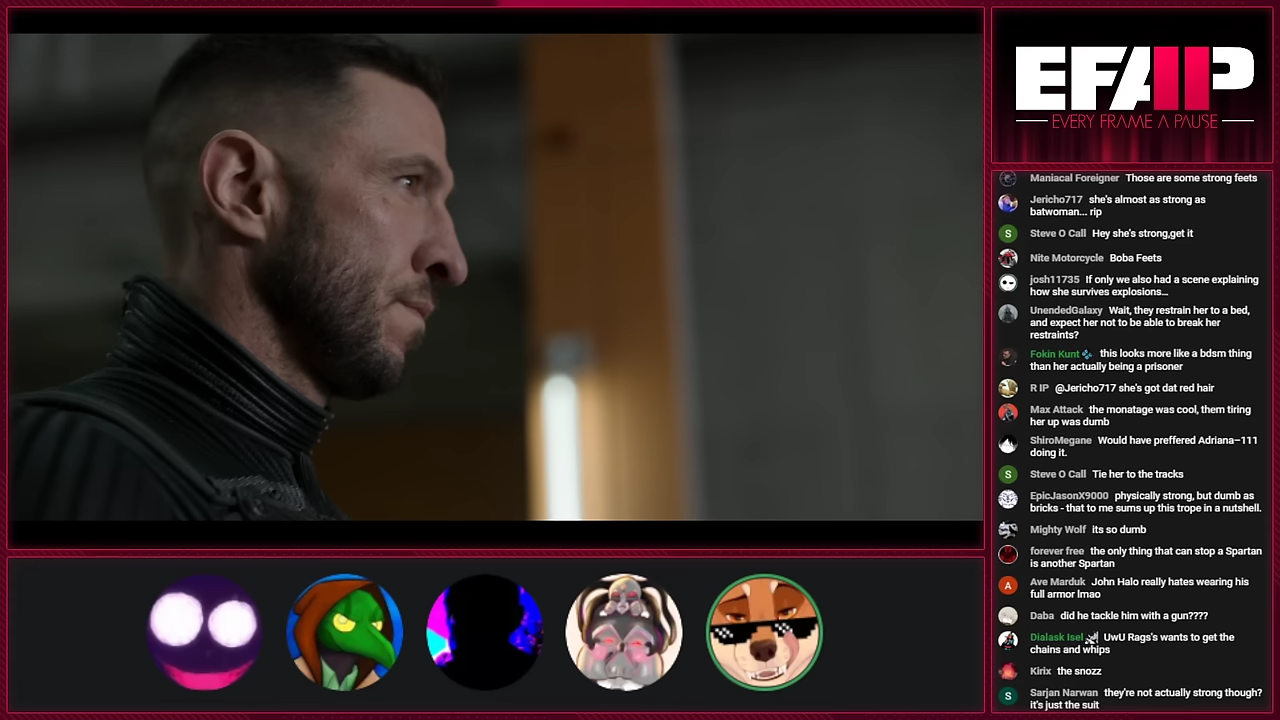 EFAP
EVERY FRAME A PAUSE
Maniacal Foreigner Those are some strong feets
Jericho717 she's almost as strong as
batwoman... rip
S Steve O Call Hey she's strong,get it
Nite Motorcycle Boba Feets
josh11735 If only we also had a scene explaining
how she survives explosions...
UnendedGalaxy Wait, they restrain her to a bed,
and expect her not to be able to break her
restraints?
Fokin Kunt this looks more like a bdsm thing
than her actually being a prisoner
R IP @Jericho717 she's got dat red hair
Max Attack the monatage was cool, them tiring
her up was dumb
ShiroMegane Would have preffered Adriana-111
doing it.
S Steve O Call Tie her to the tracks
EpicJasonX9000 physically strong, but dumb as
bricks - that to me sums up this trope in a nutshell.
Mighty Wolf its so dumb
forever free the only thing that can stop a Spartan
is another Spartan
A Ave Marduk John Halo really hates wearing his
full armor lmao
Daba did he tackle him with a gun????
Dialask Isel UwU Rags's wants to get the
chains and whips
Kirix the snozz
S Sarjan Narwan they're not actually strong though?
it's just the suit